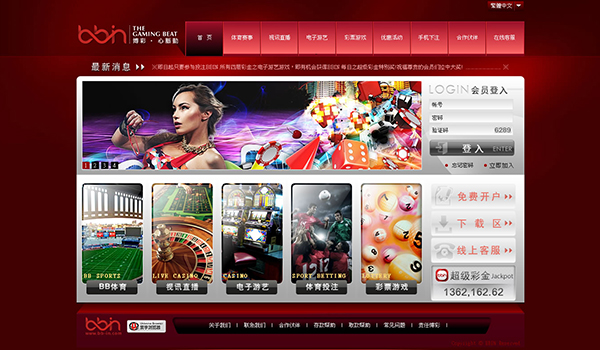 繁體中文
bbin THE GAMING BEAT
博彩·心脈動
首 页 体育赛事 视讯直播 电子游艺 彩票游戏 优惠活动 手机下注 合作伙伴 在线客服
最新消息
LOGIN 会员登入
帐号
密码
验证码 6289
登入 ENTER
忘记密码 立即加入
1 2 3 4
BB SPORTZ LIVE CASINO CASINO SPORT BETTING LOTTERY
BB体育 视讯直播 电子游艺 体育投注 彩票游戏
免费开户
下载区
线上客服
bbin 超级彩金 Jackpot
1362,162.62
bbin
关于我们 联系我们 合作伙伴 存款帮助 取款帮助 常见问题 责任博彩